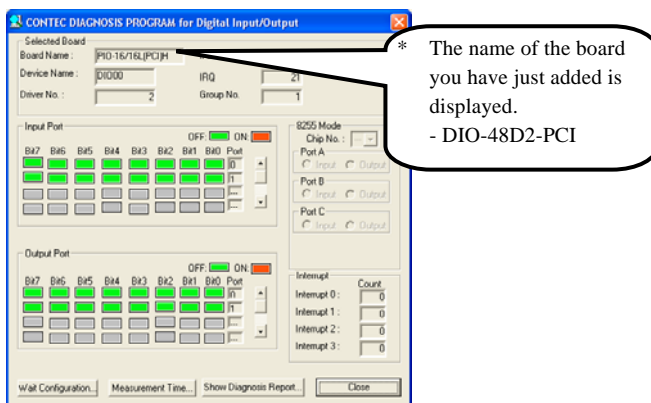 CONTEC DIAGNOSIS PROGRAM for Digital Input/Output
Selected Board
Board Name : PIO-16/16L(PCI)H
Device Name : DIO000 IRQ 21
Driver No. : 2 Group No. 1
* The name of the board
you have just added is
displayed.
- DIO-48D2-PCI
Input Port
OFF: ON:
Bit7 Bit6 Bit5 Bit4 Bit3 Bit2 Bit1 Bit0 Port
0
1
---
---
8255 Mode
Chip No. : ---
Port A
Input Output
Port B
Input Output
Port C
Input Output
Output Port
OFF: ON:
Bit7 Bit6 Bit5 Bit4 Bit3 Bit2 Bit1 Bit0 Port
0
1
---
---
Interrupt
Count
Interrupt 0 : 0
Interrupt 1 : 0
Interrupt 2 : 0
Interrupt 3 : 0
Wait Configuration... Measurement Time... Show Diagnosis Report... Close